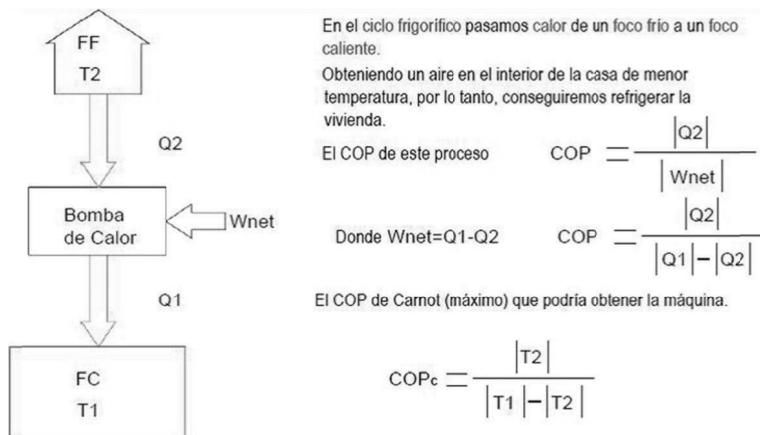 FF
T2
Q2
Bomba
de Calor
Wnet
Q1
FC
T1
En el ciclo frigorífico pasamos calor de un foco frío a un foco
caliente.
Obteniendo un aire en el interior de la casa de menor
temperatura, por lo tanto, conseguiremos refrigerar la
vivienda.
El COP de este proceso COP = |Q2| / |Wnet|
Donde Wnet=Q1-Q2 COP = |Q2| / |Q1|-|Q2|
El COP de Carnot (máximo) que podría obtener la máquina.
COPc = |T2| / |T1|-|T2|